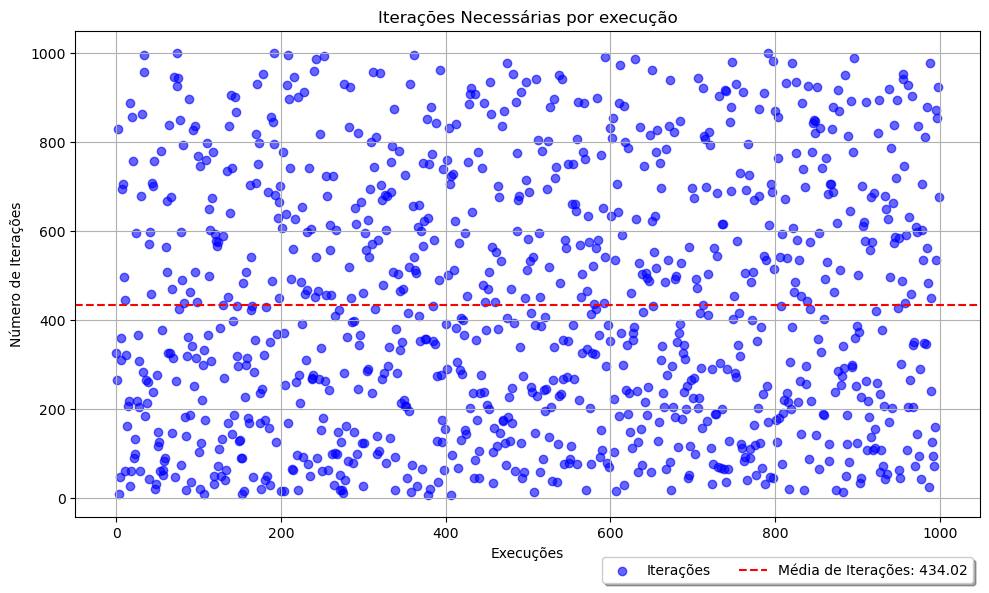 Iterações Necessárias por execução
Número de Iterações
1000
800
600
400
200
0
0 200 400 600 800 1000
Execuções
Iterações Média de Iterações: 434.02